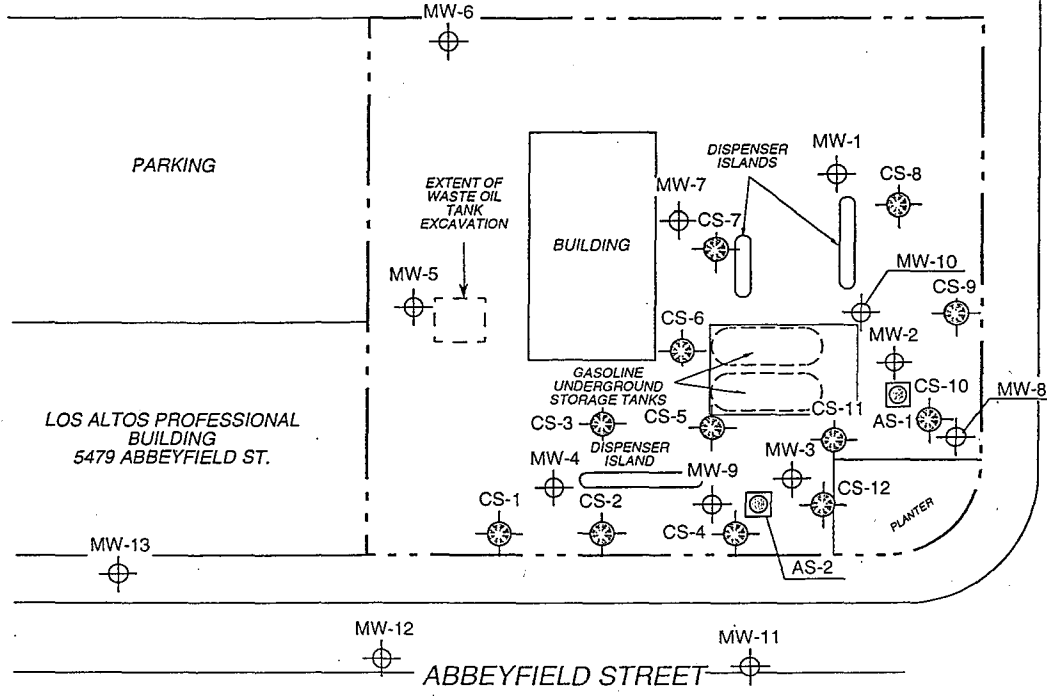 MW-6
PARKING
EXTENT OF
WASTE OIL
TANK
EXCAVATION
DISPENSER
ISLANDS
MW-1
CS-8
MW-7
CS-7
BUILDING
MW-10
MW-5
CS-9
CS-6
MW-2
GASOLINE
UNDERGROUND
STORAGE TANKS
CS-10
MW-8
AS-1
LOS ALTOS PROFESSIONAL
BUILDING
5479 ABBEYFIELD ST.
CS-3
CS-5
CS-11
DISPENSER
ISLAND
MW-4
MW-9
MW-3
CS-1
CS-2
CS-12
PLANTER
CS-4
MW-13
AS-2
MW-12
MW-11
ABBEYFIELD STREET